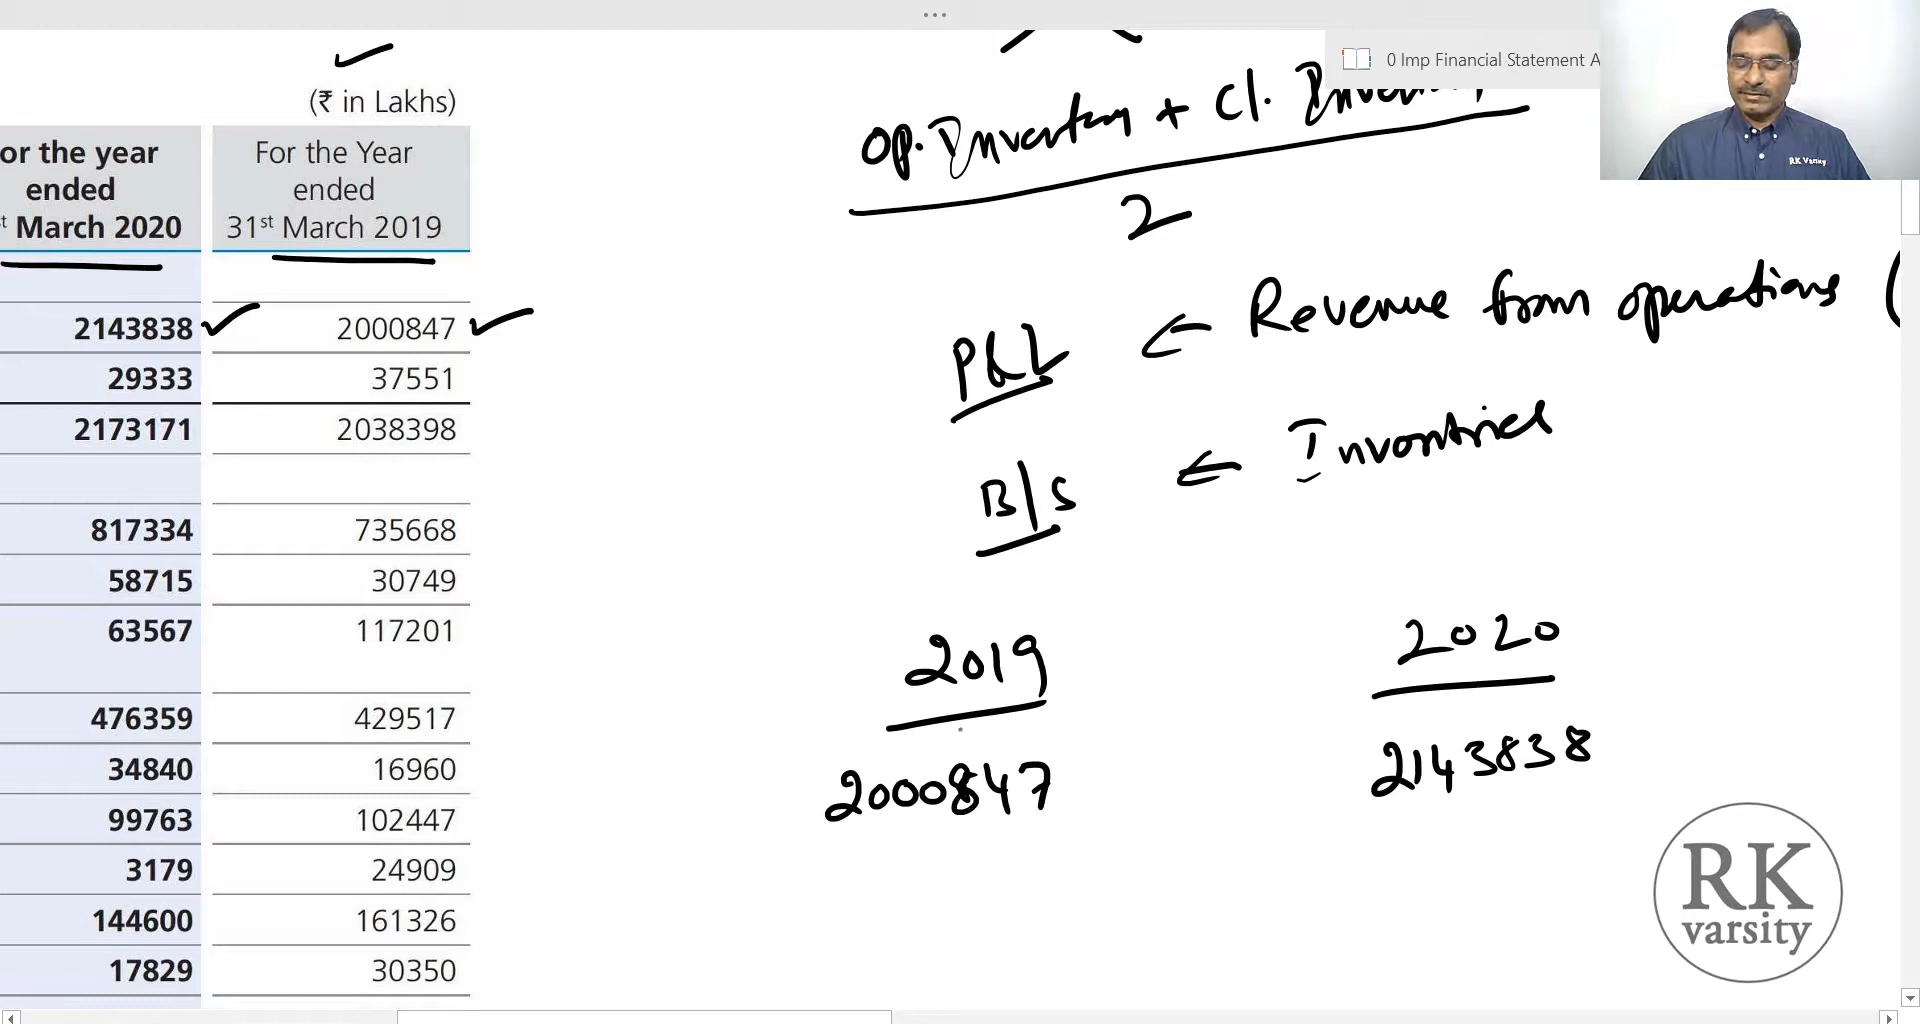 ...
0 Imp Financial Statement A
(₹ in Lakhs)
or the year ended
st March 2020
For the Year ended
31st March 2019
2143838 2000847
29333 37551
2173171 2038398
817334 735668
58715 30749
63567 117201
476359 429517
34840 16960
99763 102447
3179 24909
144600 161326
17829 30350
op. Inventory + Cl.
2
P&L ← Revenue from operations (
B/S ← Inventries
2019 2020
2000847 2143838
RK Varsity
RK
varsity